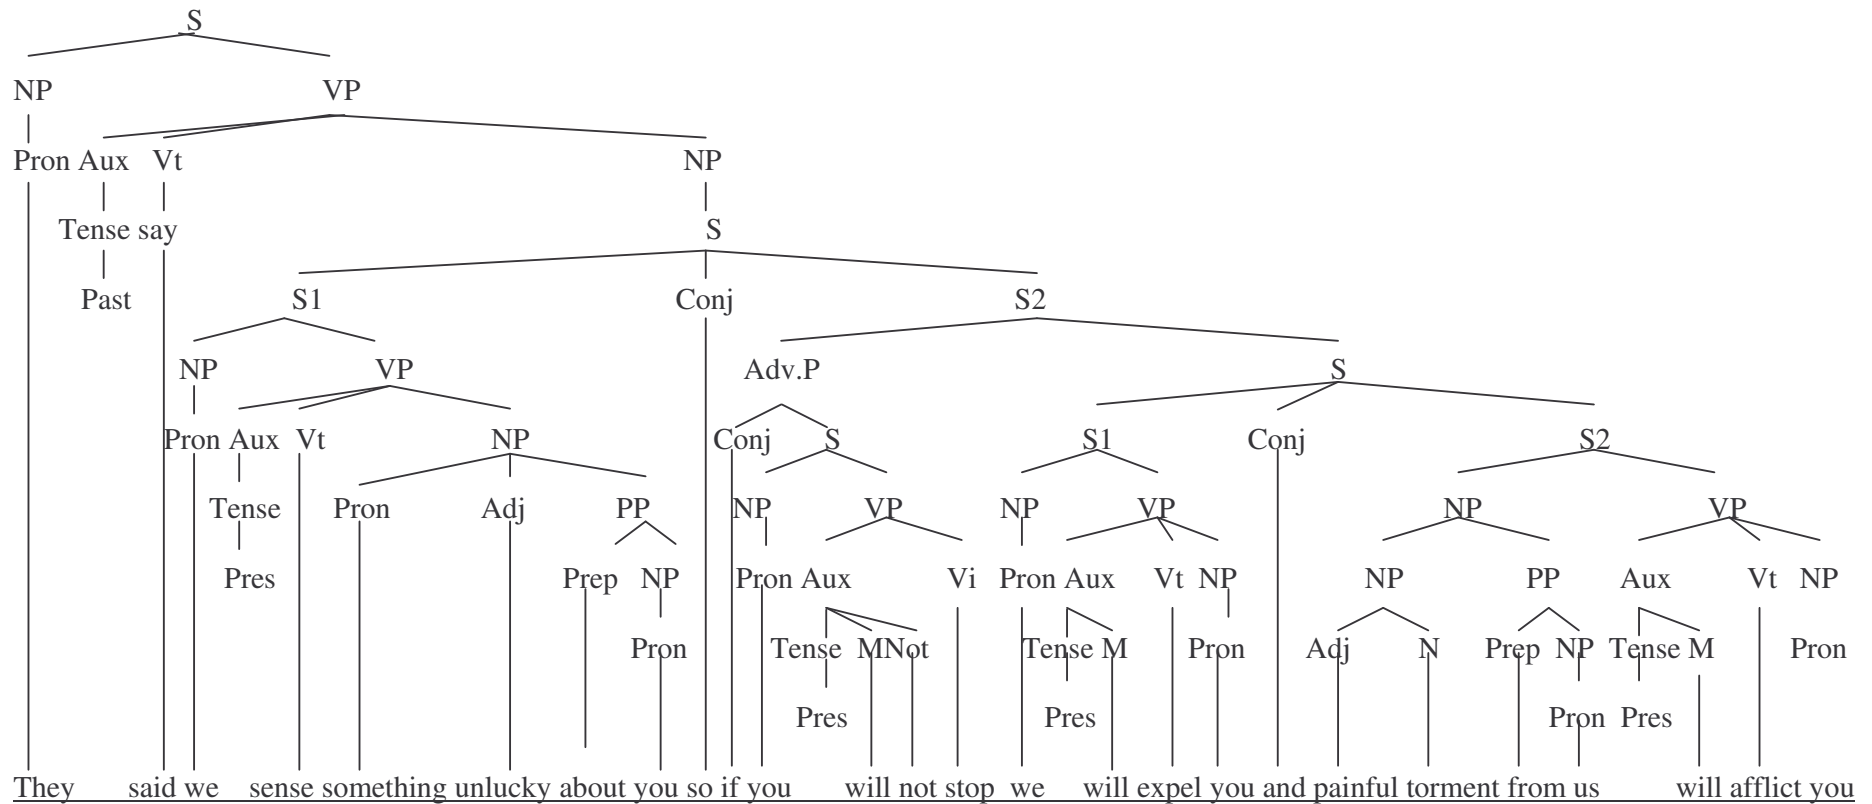 S
NP VP
Pron Aux Vt NP
Tense say S
Past S1 Conj S2
NP VP Adv.P S
Pron Aux Vt NP Conj S S1 Conj S2
Tense Pron Adj PP NP VP NP VP NP VP
Pres Prep NP Pron Aux Vi Pron Aux Vt NP NP PP Aux Vt NP
Pron Tense MNot Tense M Pron Adj N Prep NP Tense M Pron
Pres Pres Pron Pres
They said we sense something unlucky about you so if you will not stop we will expel you and painful torment from us will afflict you